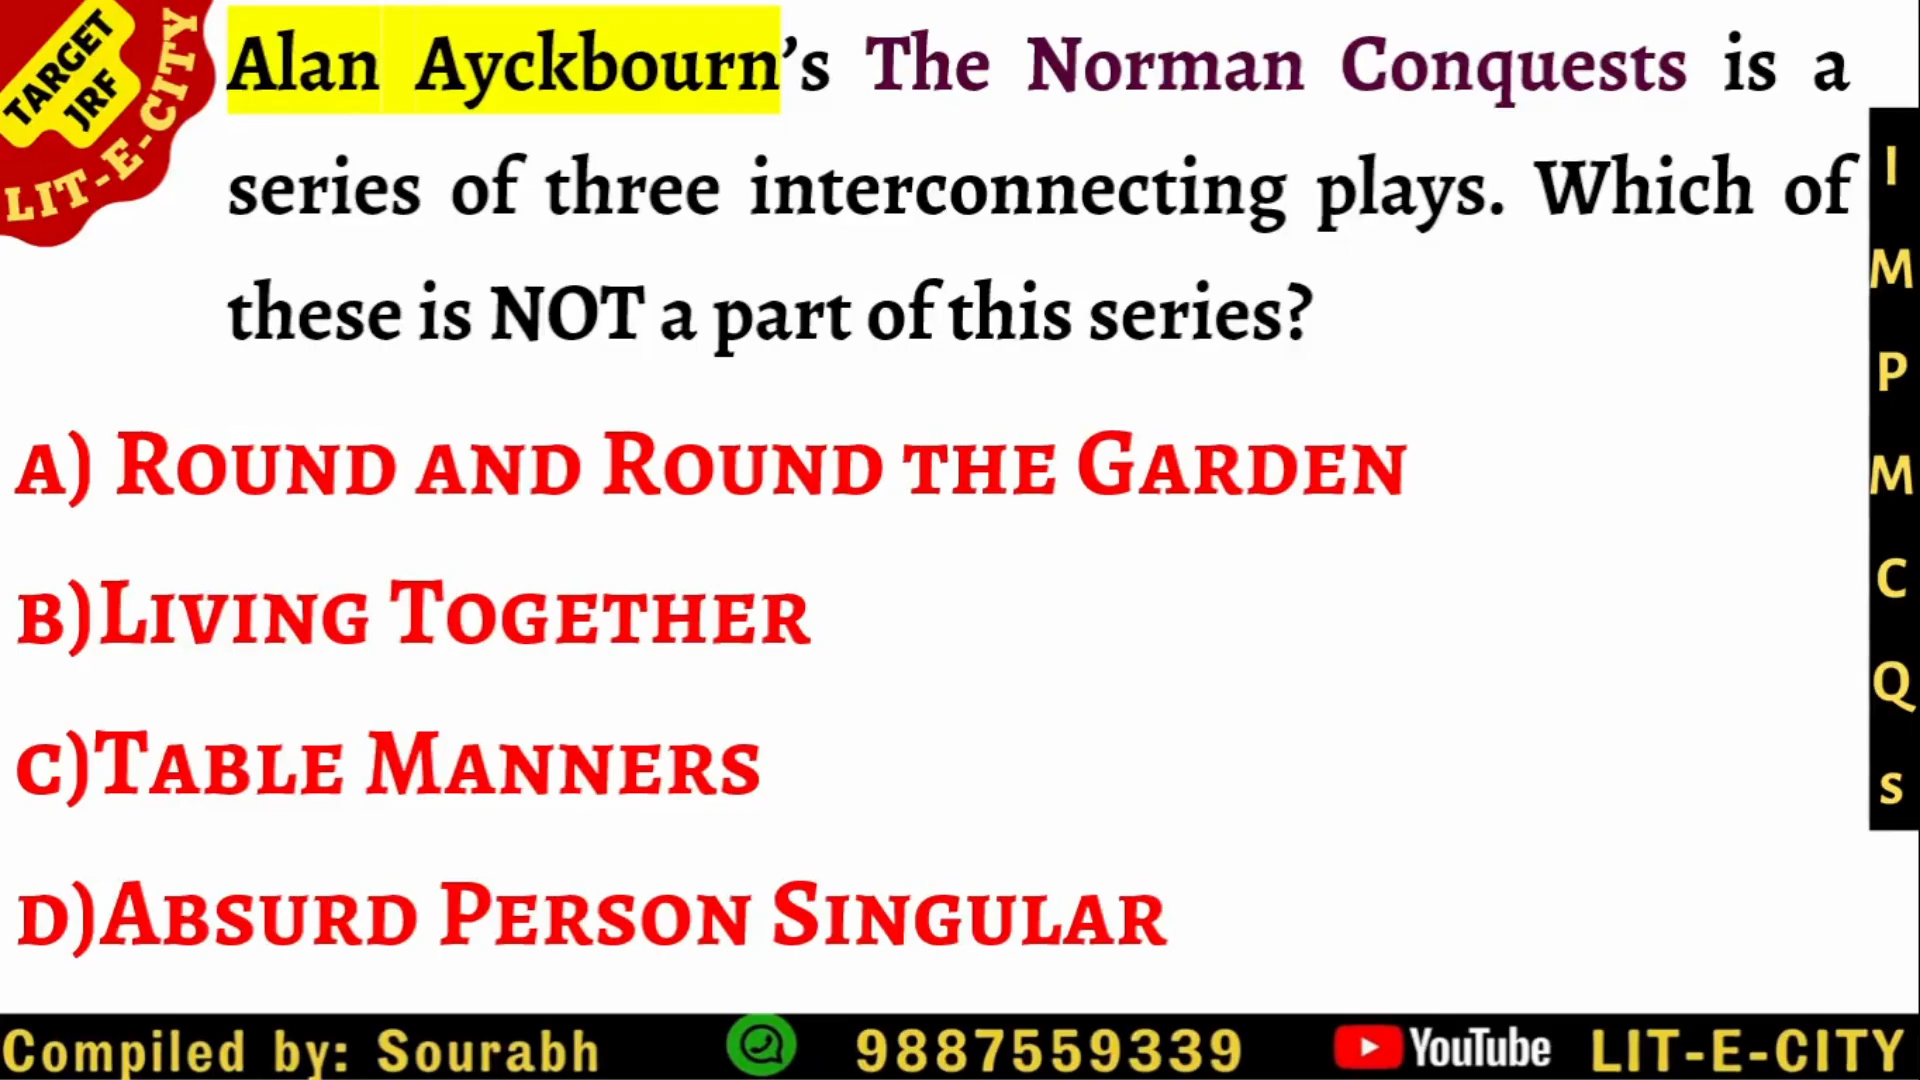 TARGET
JRF
LIT-E-CITY
Alan Ayckbourn’s The Norman Conquests is a
series of three interconnecting plays. Which of
these is NOT a part of this series?
A) ROUND AND ROUND THE GARDEN
B)LIVING TOGETHER
C)TABLE MANNERS
D)ABSURD PERSON SINGULAR
I
M
P
M
C
Q
s
Compiled by: Sourabh 9887559339 YouTube LIT-E-CITY